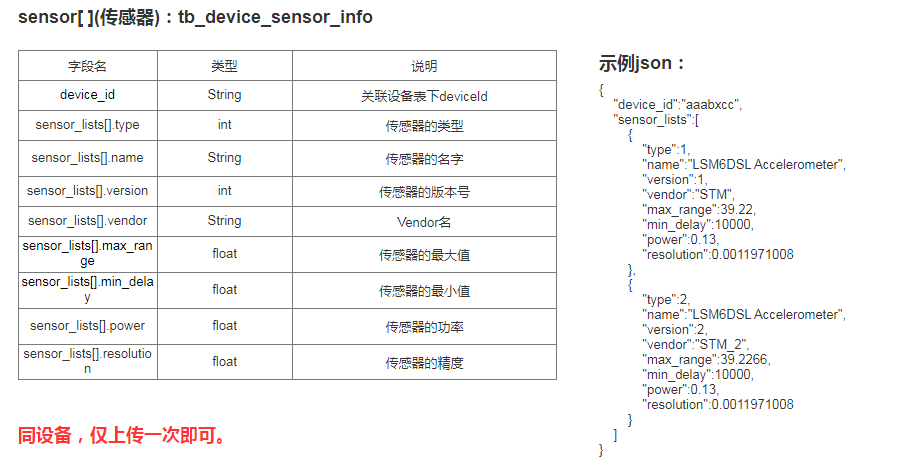 sensor[ ](传感器)：tb_device_sensor_info
字段名 类型 说明
device_id String 关联设备表下deviceId
sensor_lists[].type int 传感器的类型
sensor_lists[].name String 传感器的名字
sensor_lists[].version int 传感器的版本号
sensor_lists[].vendor String Vendor名
sensor_lists[].max_ran
ge float 传感器的最大值
sensor_lists[].min_dela
y float 传感器的最小值
sensor_lists[].power float 传感器的功率
sensor_lists[].resolutio
n float 传感器的精度
同设备，仅上传一次即可。
示例json：
{
"device_id":"aaabxcc",
"sensor_lists":[
{
"type":1,
"name":"LSM6DSL Accelerometer",
"version":1,
"vendor":"STM",
"max_range":39.22,
"min_delay":10000,
"power":0.13,
"resolution":0.0011971008
},
{
"type":2,
"name":"LSM6DSL Accelerometer",
"version":2,
"vendor":"STM_2",
"max_range":39.2266,
"min_delay":10000,
"power":0.13,
"resolution":0.0011971008
}
]
}